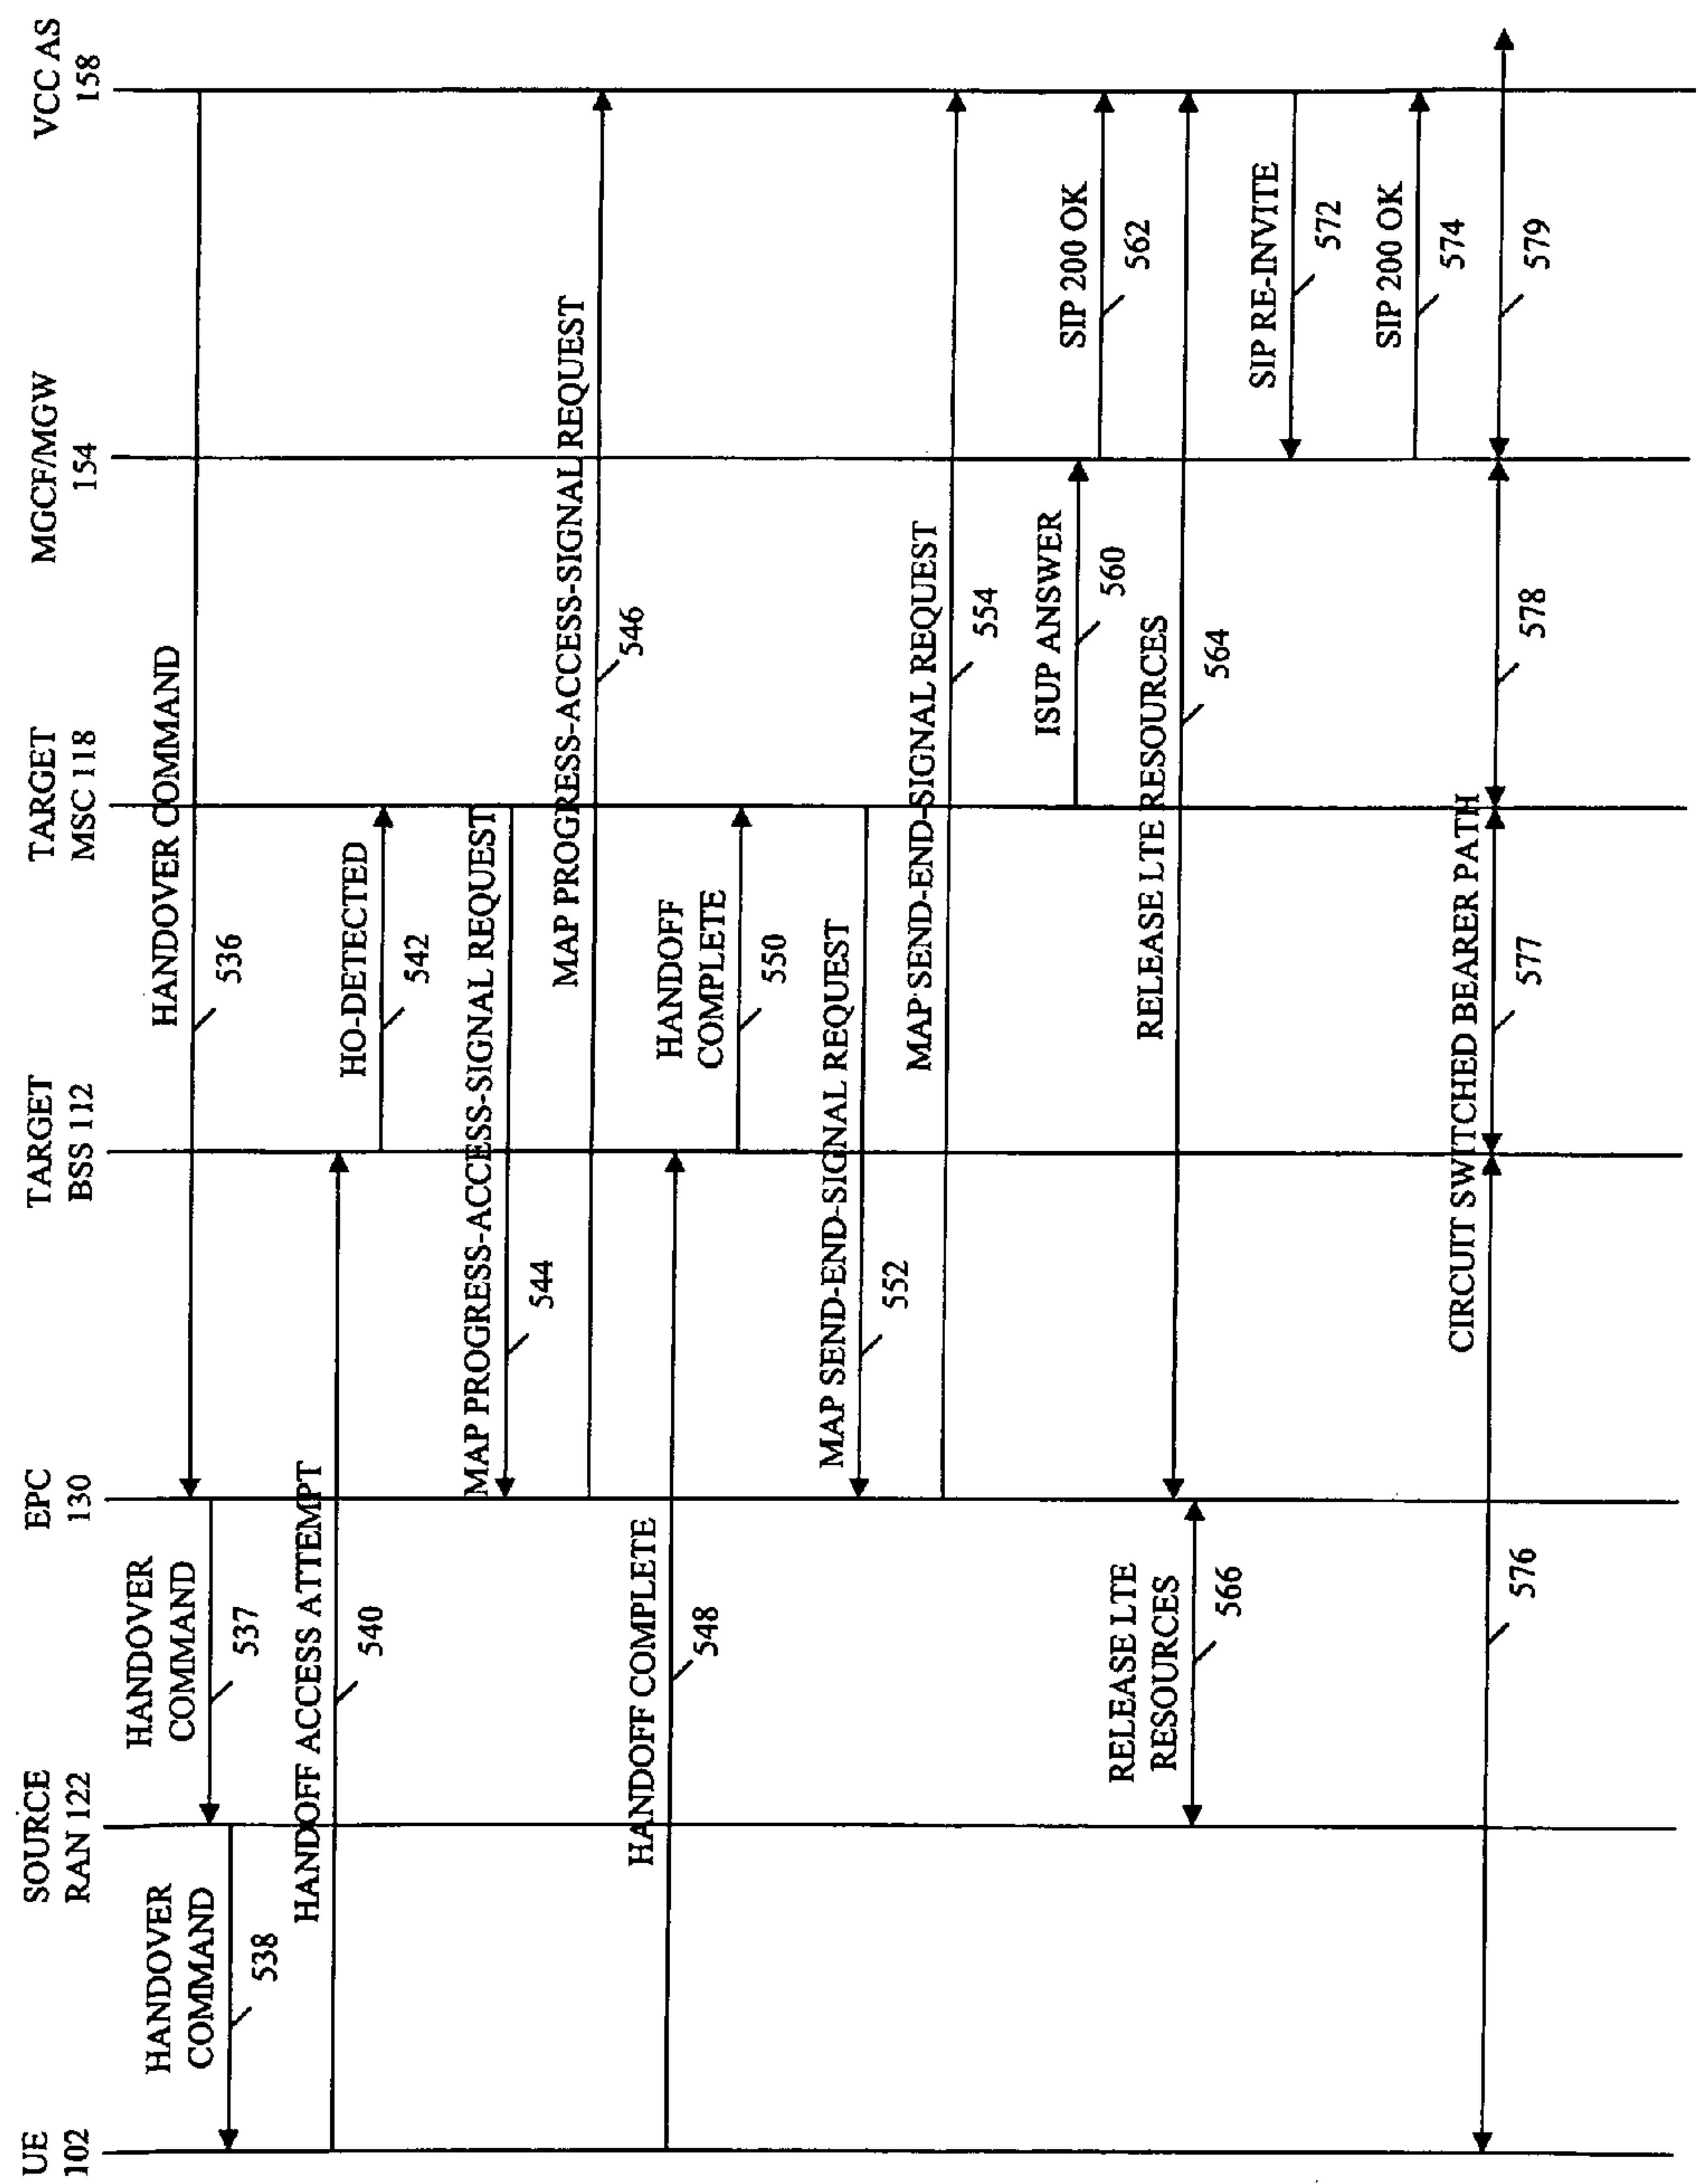 UE
102
SOURCE
RAN 122
EPC
130
TARGET
BSS 112
TARGET
MSC 118
MGCF/MGW
154
VCC AS
158
HANDOVER COMMAND
536
HANDOVER
COMMAND
537
HANDOVER
COMMAND
538
HANDOFF ACCESS ATTEMPT
540
HO-DETECTED
542
MAP PROGRESS-ACCESS-SIGNAL REQUEST
544
MAP PROGRESS-ACCESS-SIGNAL REQUEST
546
HANDOFF COMPLETE
548
HANDOFF
COMPLETE
550
MAP SEND-END-SIGNAL REQUEST
552
MAP SEND-END-SIGNAL REQUEST
554
ISUP ANSWER
560
SIP 200 OK
562
RELEASE LTE RESOURCES
564
RELEASE LTE
RESOURCES
566
SIP RE-INVITE
572
SIP 200 OK
574
CIRCUIT SWITCHED BEARER PATH
576
577
578
579